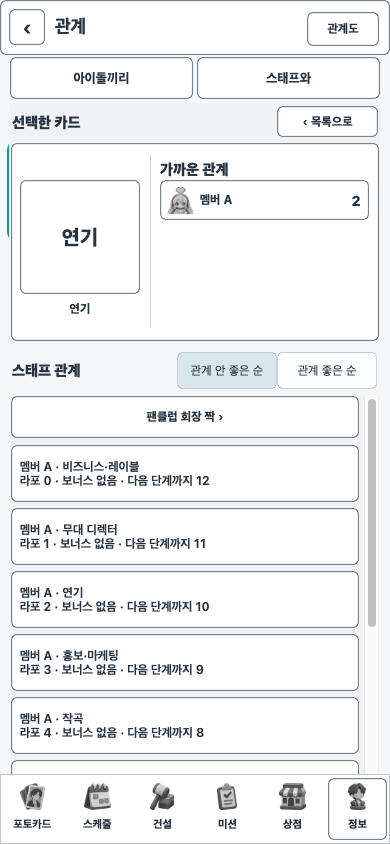 ‹ 관계 관계도
아이돌끼리 스태프와
선택한 카드 ‹ 목록으로
가까운 관계
멤버 A 2
연기
연기
스태프 관계 관계 안 좋은 순 관계 좋은 순
팬클럽 회장 짝 ›
멤버 A · 비즈니스·레이블
라포 0 · 보너스 없음 · 다음 단계까지 12
멤버 A · 무대 디렉터
라포 1 · 보너스 없음 · 다음 단계까지 11
멤버 A · 연기
라포 2 · 보너스 없음 · 다음 단계까지 10
멤버 A · 홍보·마케팅
라포 3 · 보너스 없음 · 다음 단계까지 9
멤버 A · 작곡
라포 4 · 보너스 없음 · 다음 단계까지 8
포토카드 스케줄 건설 미션 상점 정보